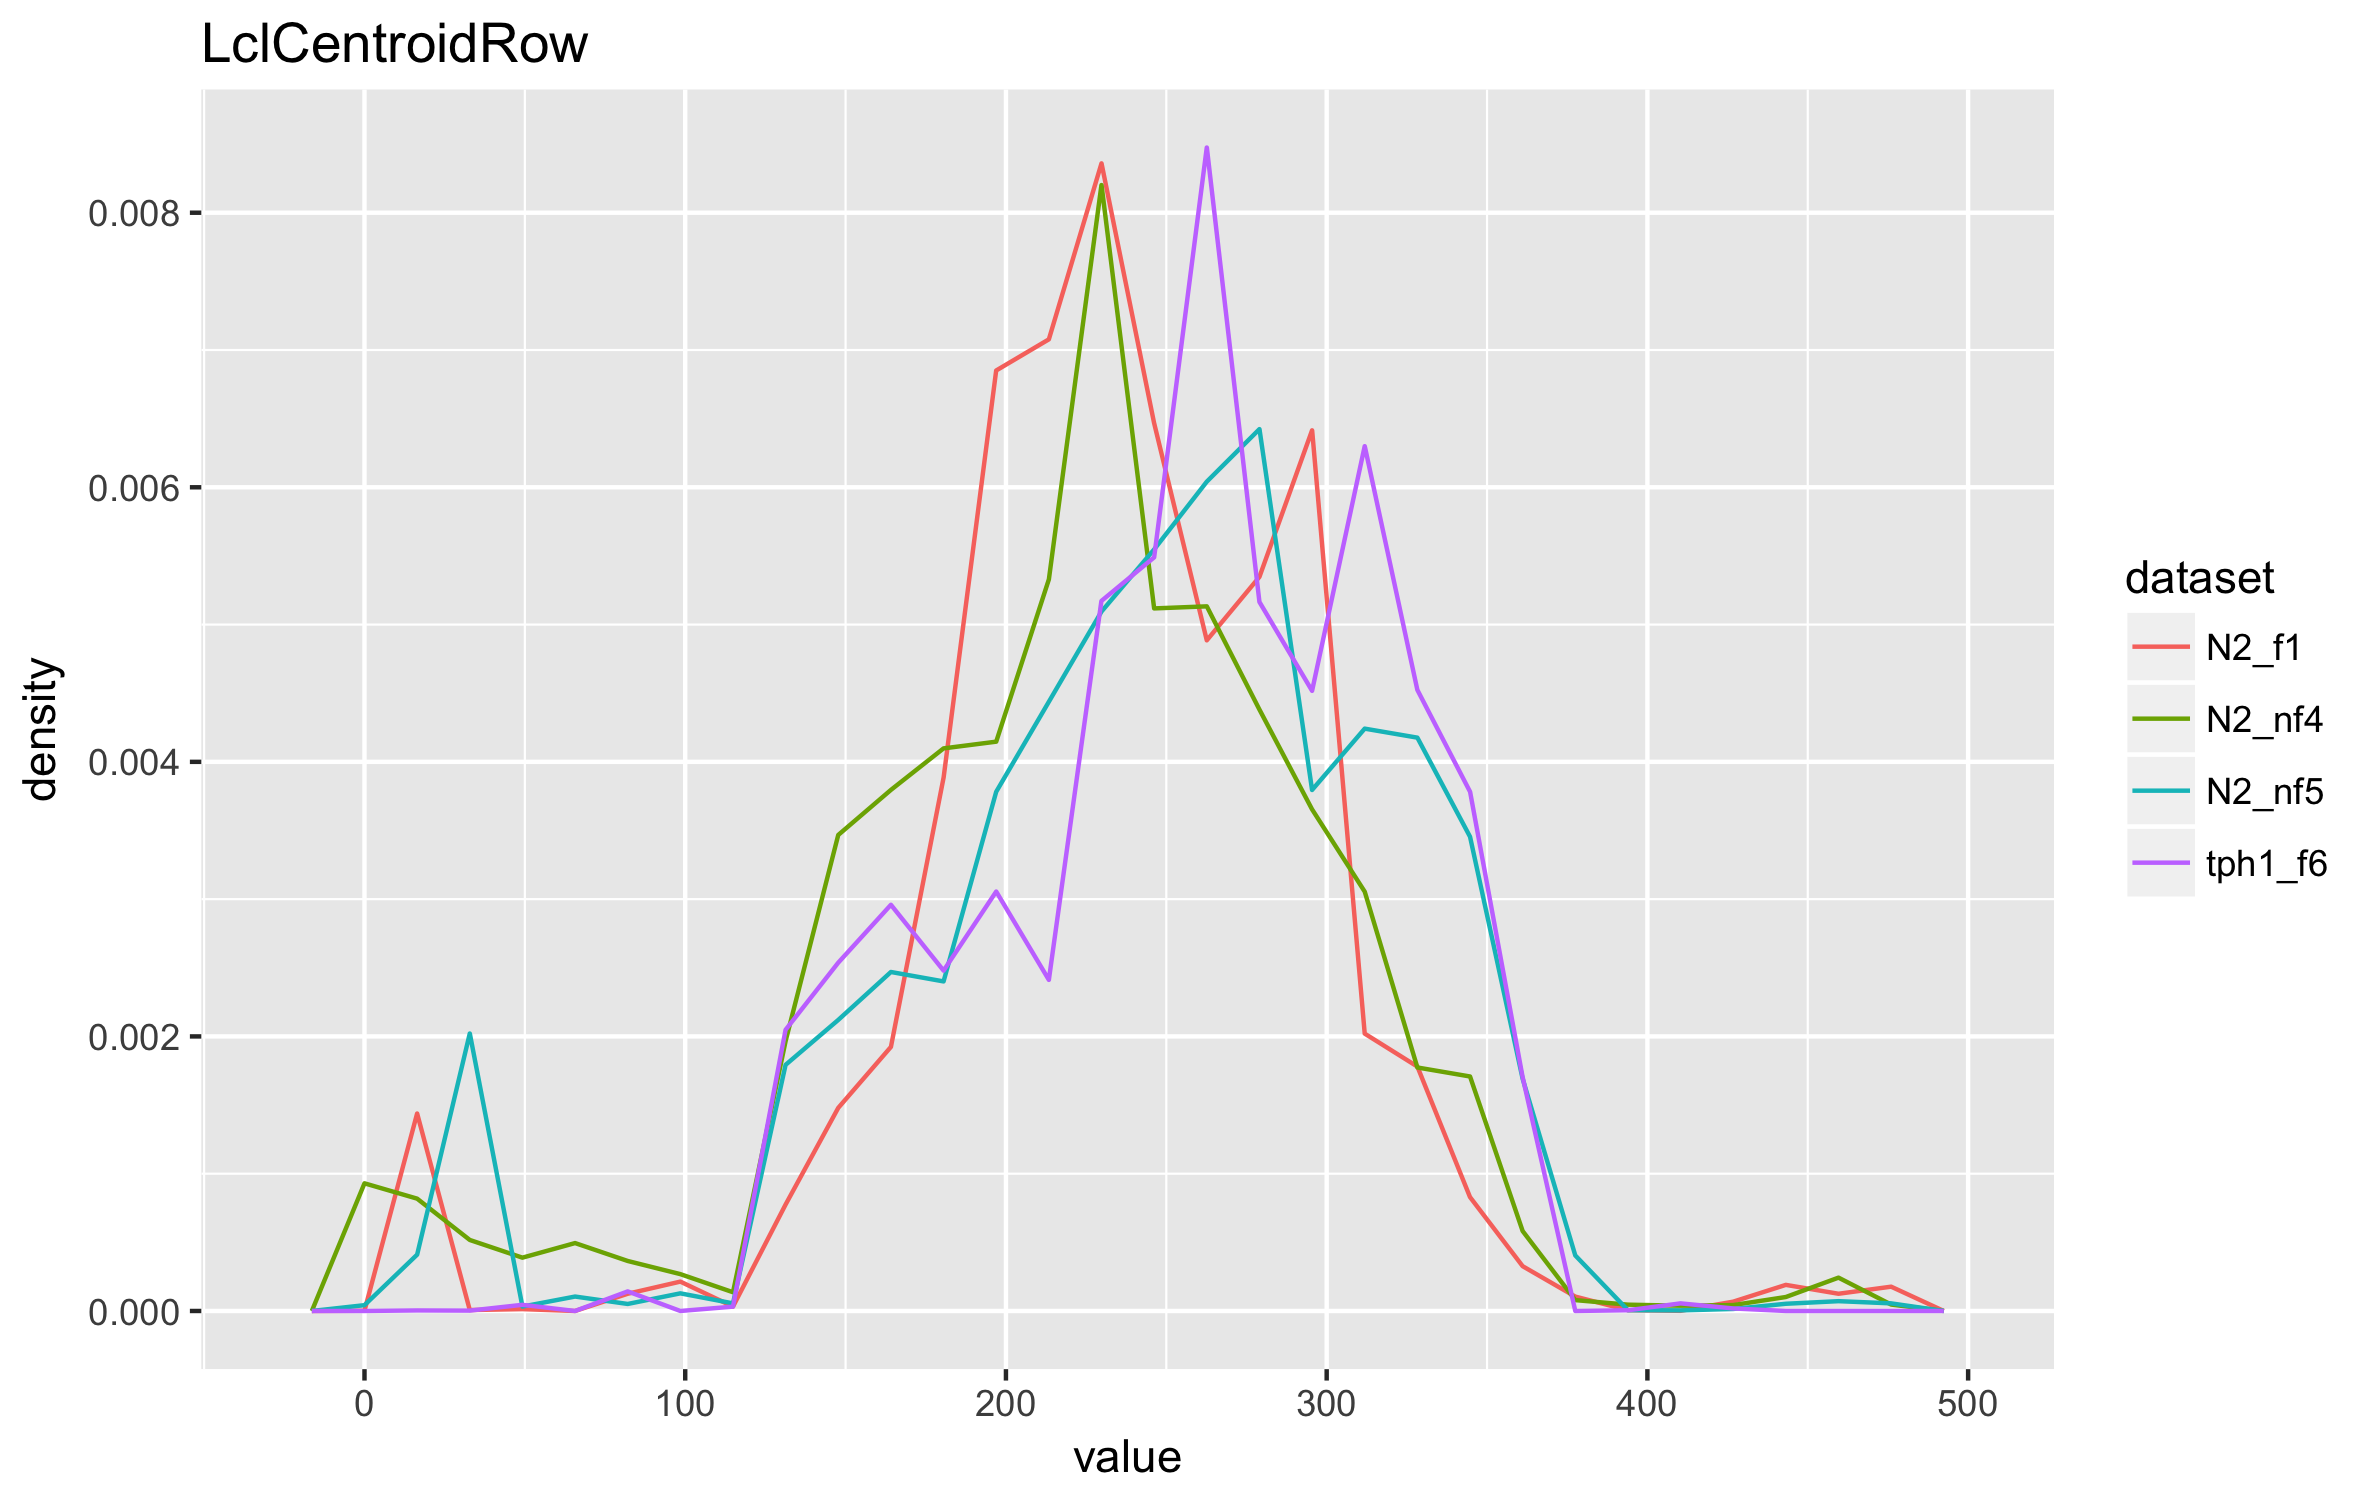 LclCentroidRow
0.008
0.006
0.004
0.002
0.000
density
0
100
200
300
400
500
value
dataset
N2_f1
N2_nf4
N2_nf5
tph1_f6